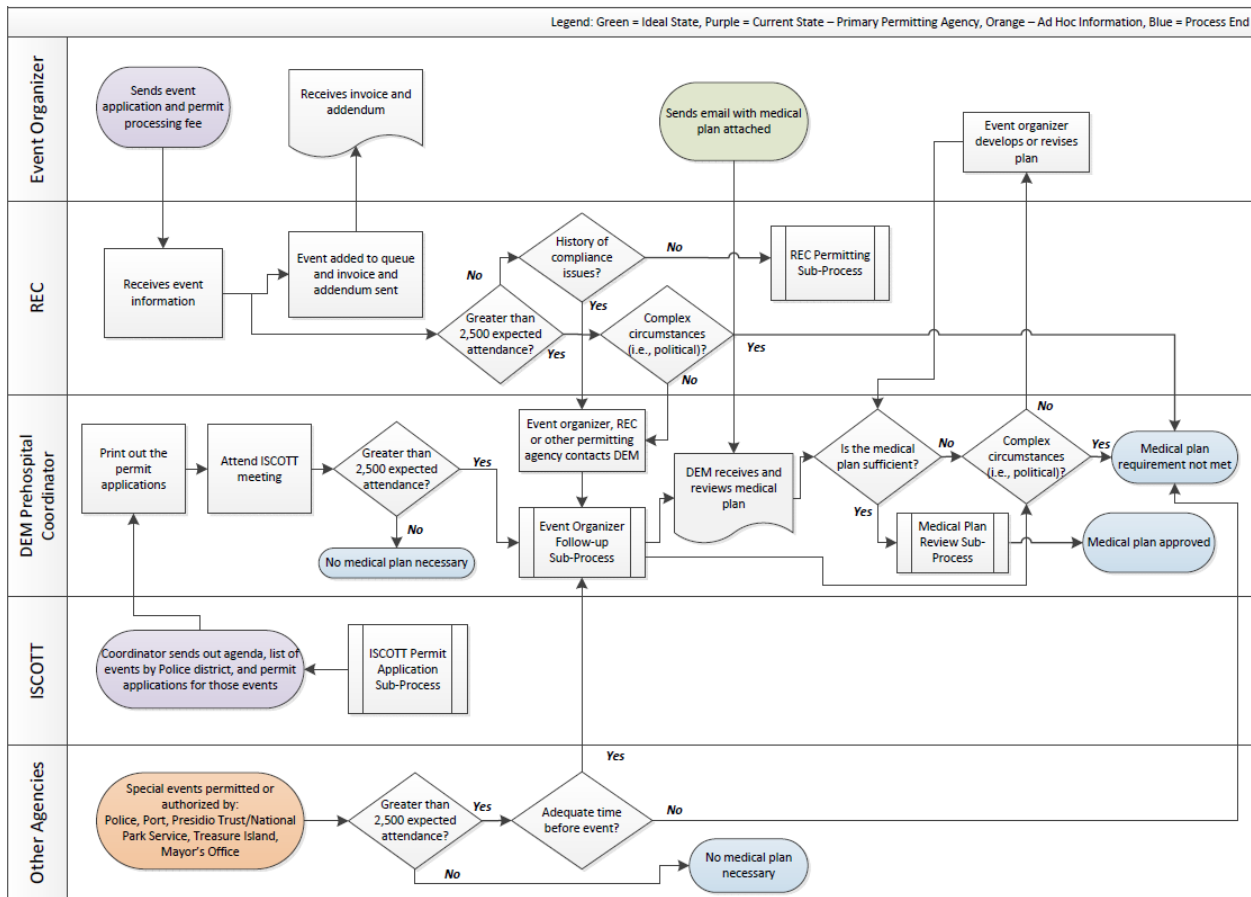 Legend: Green = Ideal State, Purple = Current State – Primary Permitting Agency, Orange – Ad Hoc Information, Blue = Process End
Event Organizer
Sends event
application and permit
processing fee
Receives invoice and
addendum
Sends email with medical
plan attached
Event organizer
develops or revises
plan
REC
Receives event
information
Event added to queue
and invoice and
addendum sent
No
Greater than
2,500 expected
attendance?
Yes
History of
compliance
issues?
No
Yes
REC Permitting
Sub-Process
Complex
circumstances
(i.e., political)?
Yes
No
DEM Prehospital
Coordinator
Print out the
permit
applications
Attend ISCOTT
meeting
Greater than
2,500 expected
attendance?
Yes
No
No medical plan necessary
Event organizer, REC
or other permitting
agency contacts DEM
Event Organizer
Follow-up
Sub-Process
DEM receives and
reviews medical
plan
Is the medical
plan sufficient?
No
Yes
Medical Plan
Review Sub-
Process
Complex
circumstances
(i.e., political)?
No
Yes
Medical plan
requirement not met
Medical plan approved
ISCOTT
Coordinator sends out agenda, list of
events by Police district, and permit
applications for those events
ISCOTT Permit
Application
Sub-Process
Other Agencies
Special events permitted or
authorized by:
Police, Port, Presidio Trust/National
Park Service, Treasure Island,
Mayor's Office
Greater than
2,500 expected
attendance?
Yes
No
Adequate time
before event?
Yes
No
No medical plan
necessary